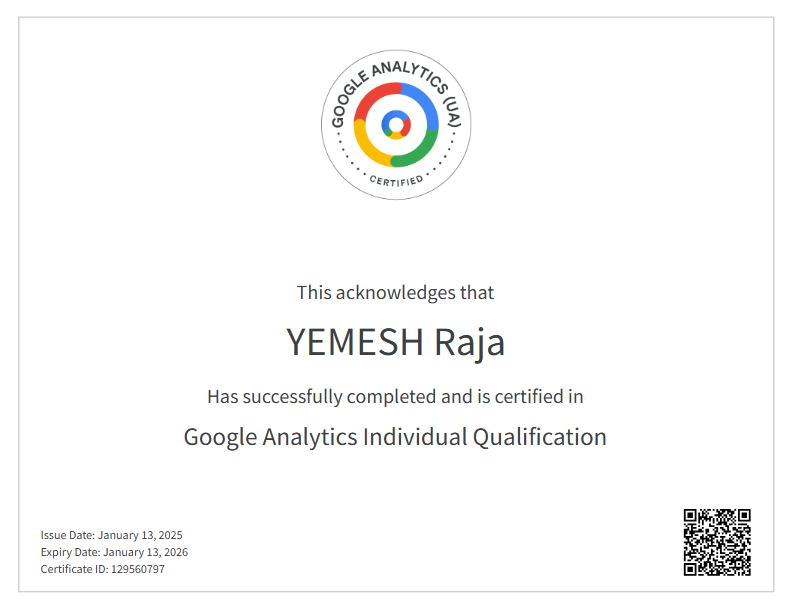 GOOGLE ANALYTICS (UA)
CERTIFIED
This acknowledges that
YEMESH Raja
Has successfully completed and is certified in
Google Analytics Individual Qualification
Issue Date: January 13, 2025
Expiry Date: January 13, 2026
Certificate ID: 129560797